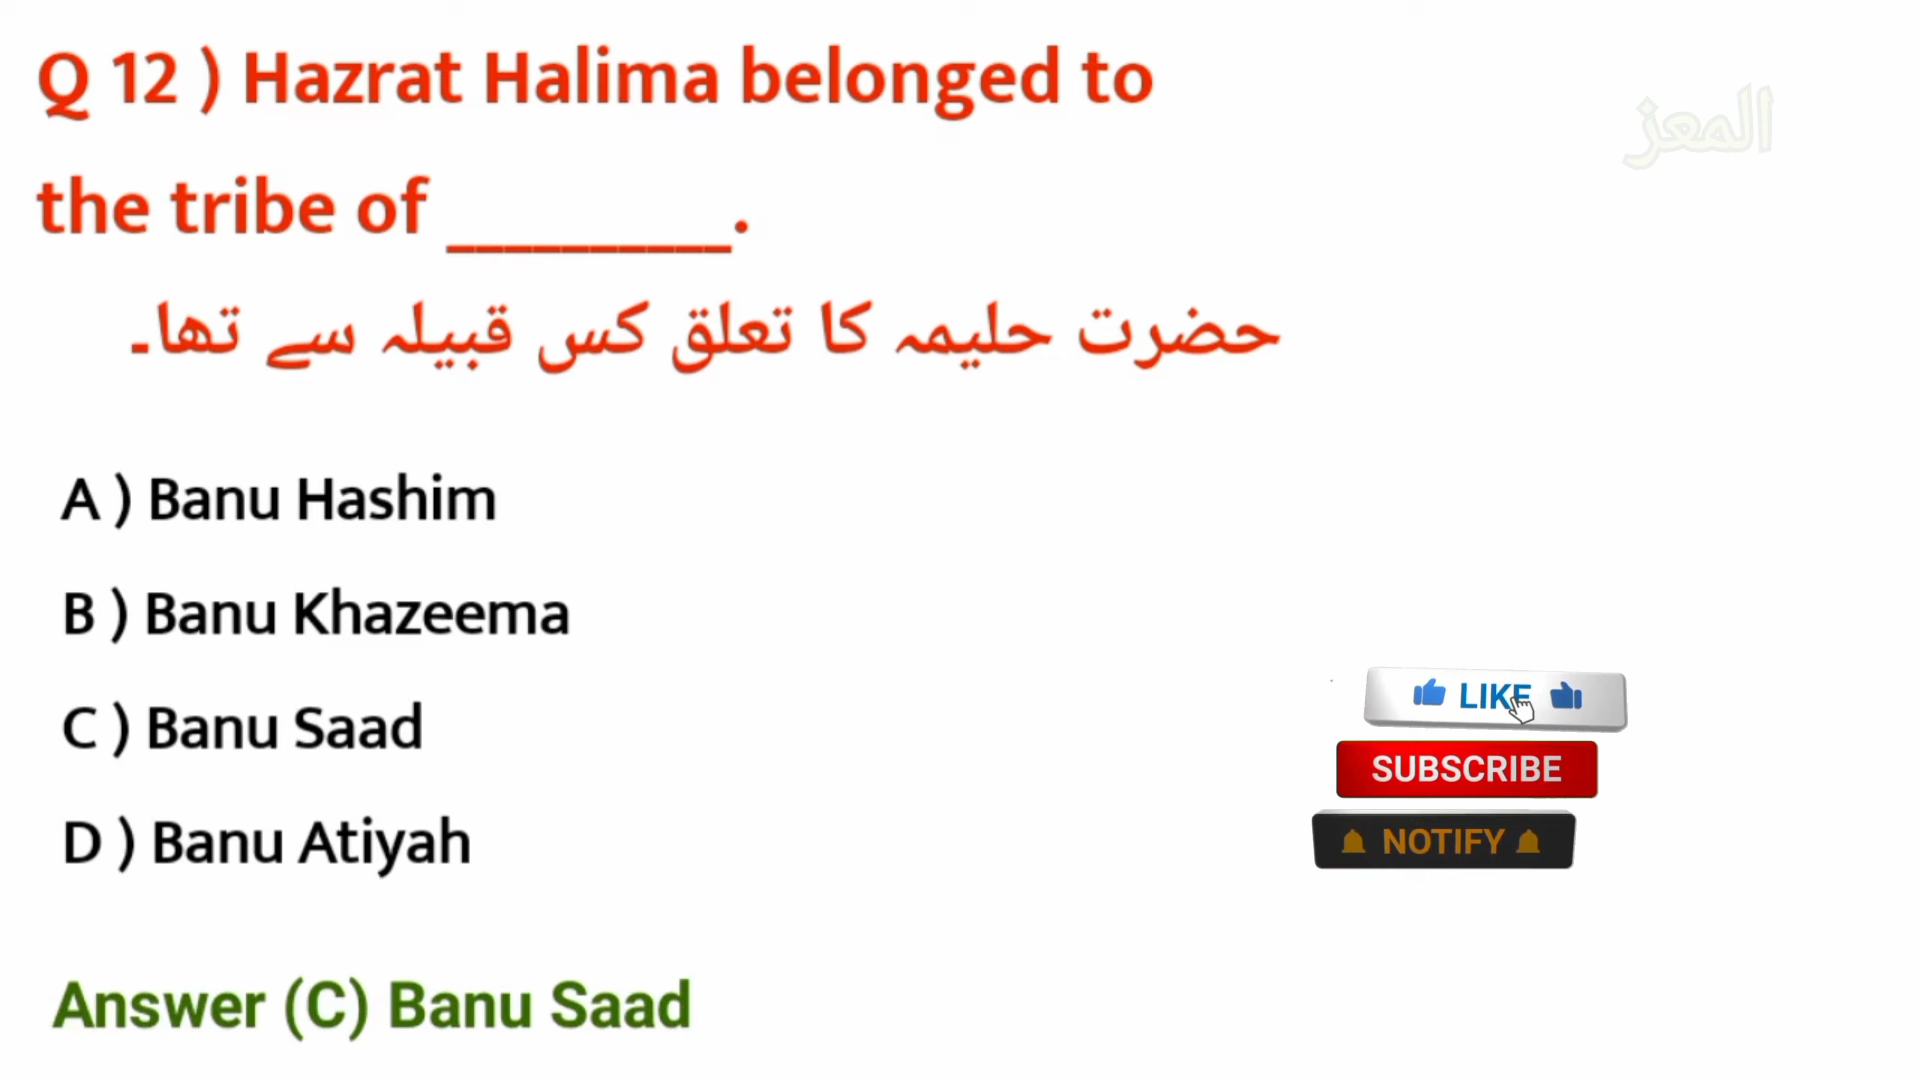 Q 12 ) Hazrat Halima belonged to
the tribe of __________.
حضرت حلیمہ کا تعلق کس قبیلہ سے تھا۔
المعز
A ) Banu Hashim
B ) Banu Khazeema
C ) Banu Saad
D ) Banu Atiyah
LIKE
SUBSCRIBE
NOTIFY
Answer (C) Banu Saad